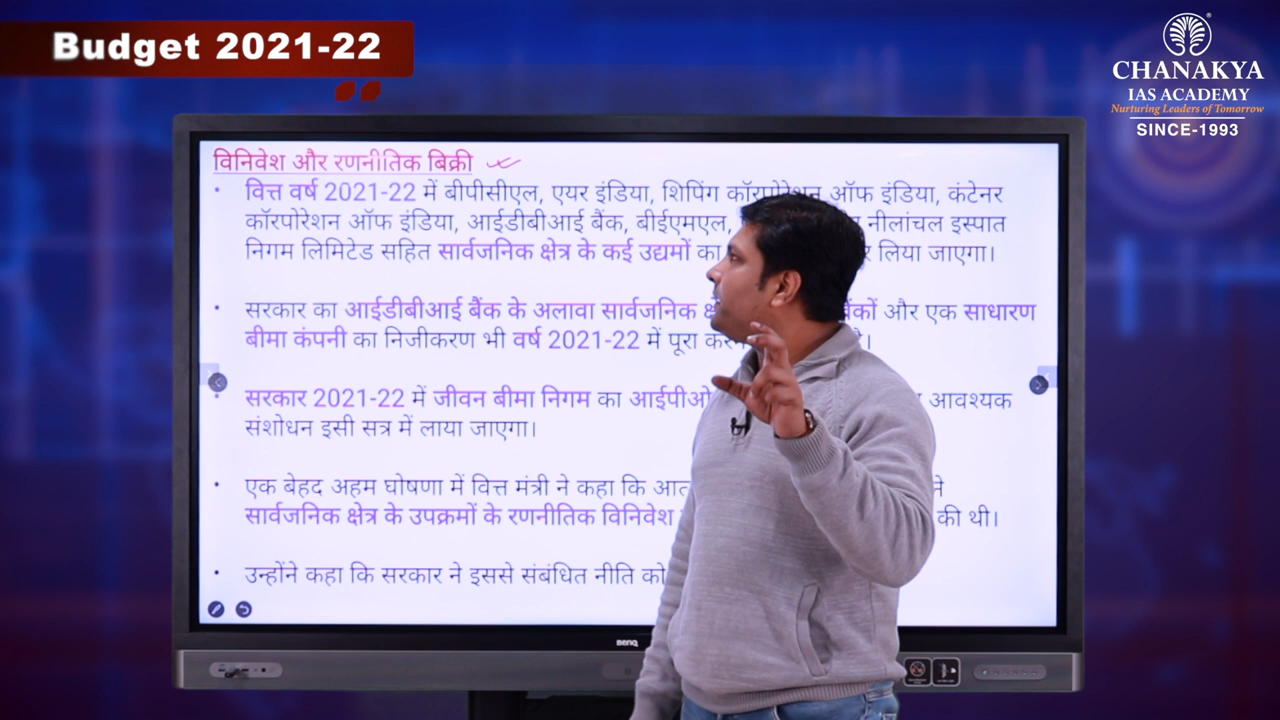 Budget 2021-22
CHANAKYA
IAS ACADEMY
Nurturing Leaders of Tomorrow
SINCE-1993
विनिवेश और रणनीतिक बिक्री
• वित्त वर्ष 2021-22 में बीपीसीएल, एयर इंडिया, शिपिंग कॉरपोरेशन ऑफ इंडिया, कंटेनर
कॉरपोरेशन ऑफ इंडिया, आईडीबीआई बैंक, बीईएमएल, नीलांचल इस्पात
निगम लिमिटेड सहित सार्वजनिक क्षेत्र के कई उद्यमों का लिया जाएगा।
• सरकार का आईडीबीआई बैंक के अलावा सार्वजनिक और एक साधारण
बीमा कंपनी का निजीकरण भी वर्ष 2021-22 में पूरा
• सरकार 2021-22 में जीवन बीमा निगम का आईपीओ आवश्यक
संशोधन इसी सत्र में लाया जाएगा।
• एक बेहद अहम घोषणा में वित्त मंत्री ने कहा कि
सार्वजनिक क्षेत्र के उपक्रमों के रणनीतिक विनिवेश की थी।
• उन्होंने कहा कि सरकार ने इससे संबंधित नीति को
BenQ